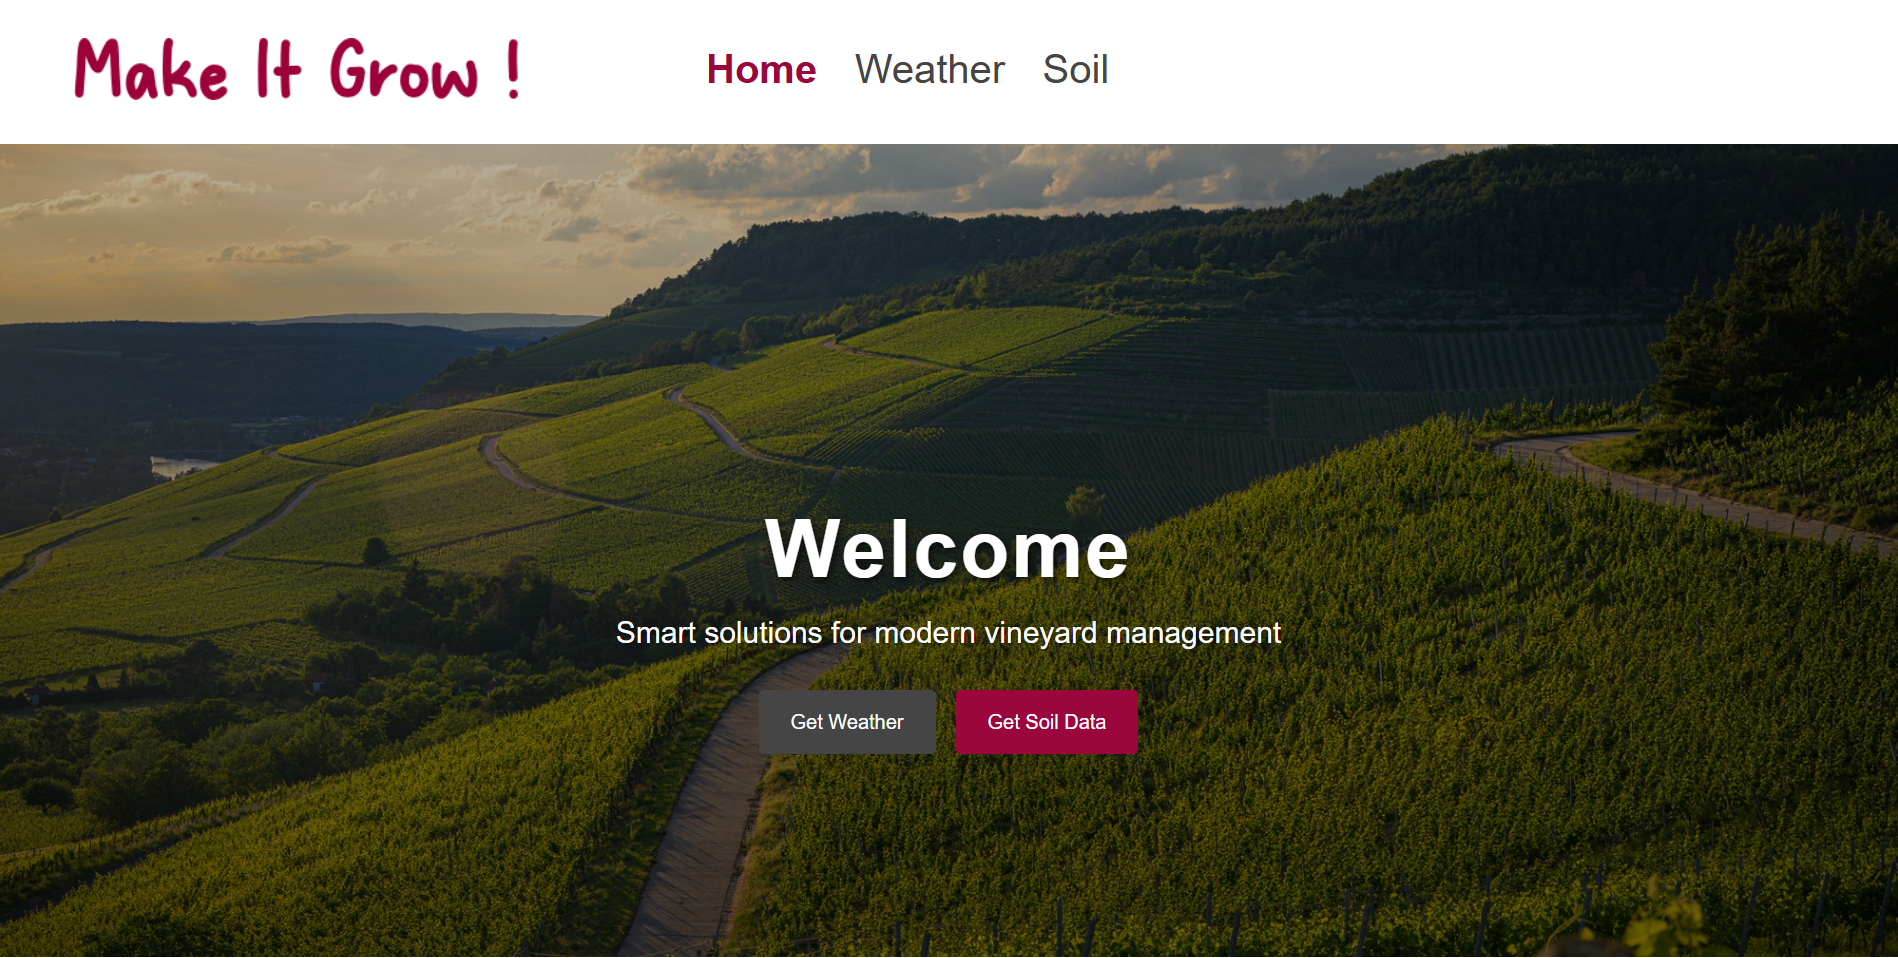 Make It Grow !
Home Weather Soil
Welcome
Smart solutions for modern vineyard management
Get Weather Get Soil Data